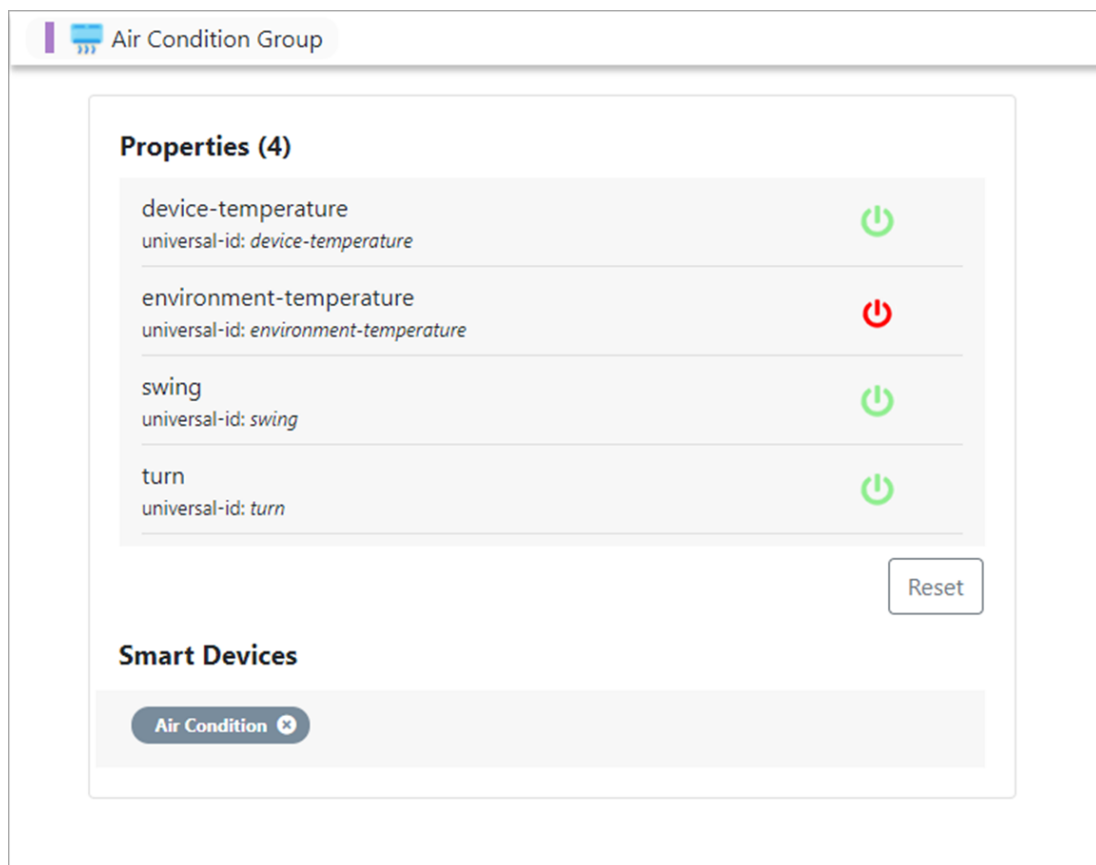 Air Condition Group
Properties (4)
device-temperature
universal-id: device-temperature
environment-temperature
universal-id: environment-temperature
swing
universal-id: swing
turn
universal-id: turn
Reset
Smart Devices
Air Condition